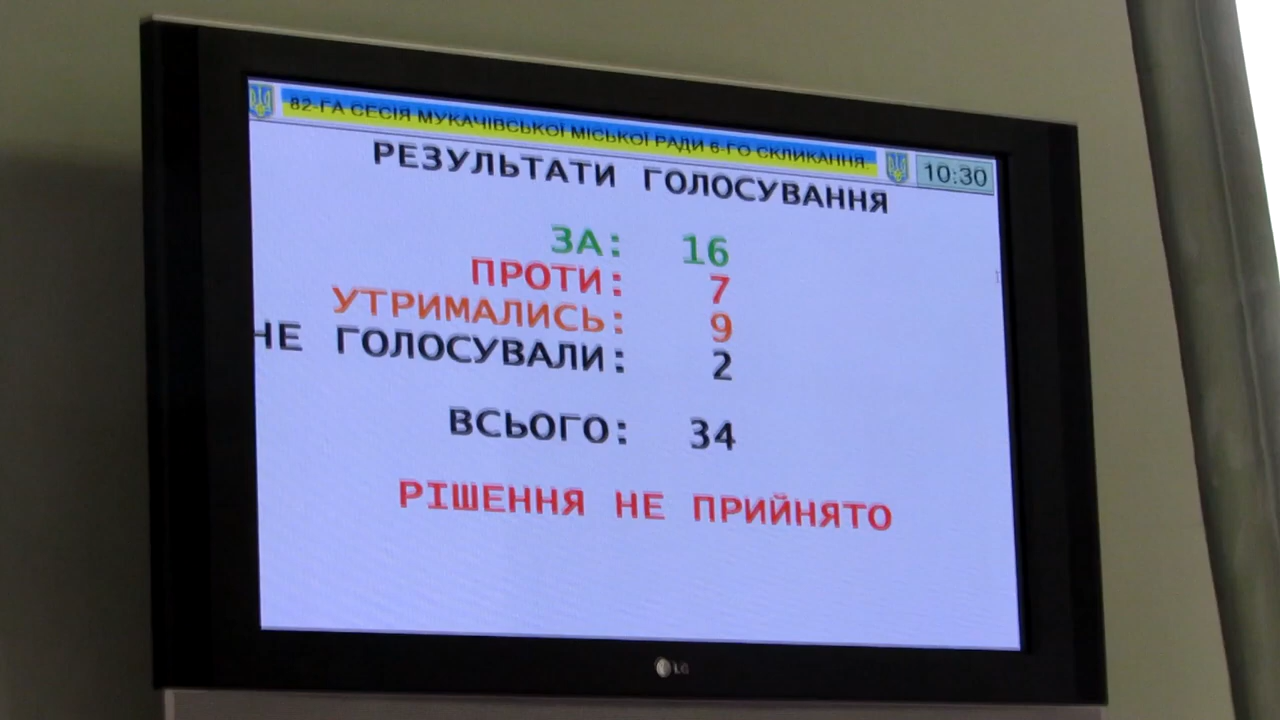 82-ГА СЕСІЯ МУКАЧІВСЬКОЇ МІСЬКОЇ РАДИ 6-ГО СКЛИКАННЯ. 10:30
РЕЗУЛЬТАТИ ГОЛОСУВАННЯ
ЗА: 16
ПРОТИ: 7
УТРИМАЛИСЬ: 9
НЕ ГОЛОСУВАЛИ: 2
ВСЬОГО: 34
РІШЕННЯ НЕ ПРИЙНЯТО
LG